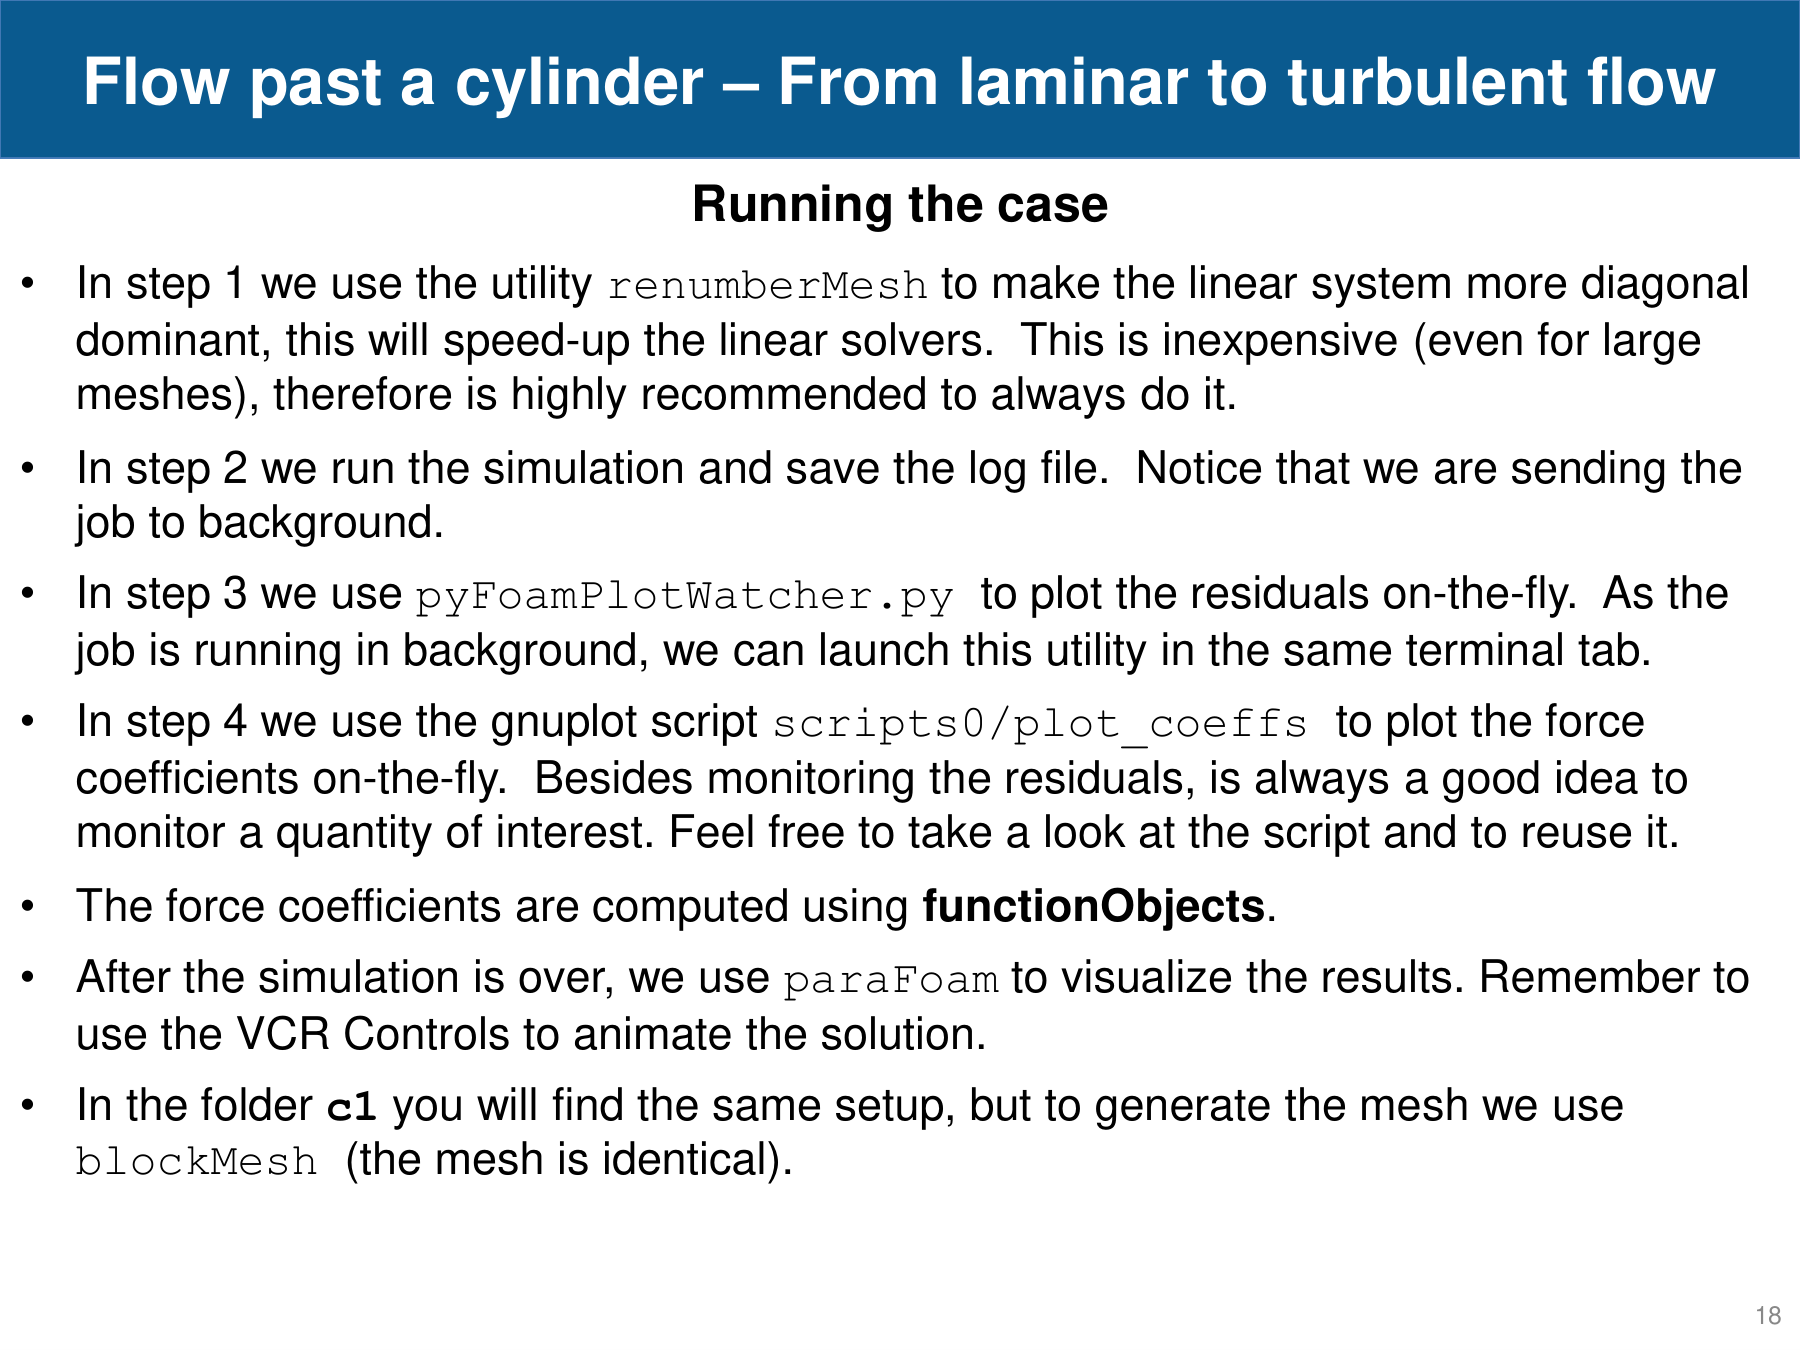 Flow past a cylinder – From laminar to turbulent flow
Running the case
• In step 1 we use the utility renumberMesh to make the linear system more diagonal
dominant, this will speed-up the linear solvers. This is inexpensive (even for large
meshes), therefore is highly recommended to always do it.
• In step 2 we run the simulation and save the log file. Notice that we are sending the
job to background.
• In step 3 we use pyFoamPlotWatcher.py to plot the residuals on-the-fly. As the
job is running in background, we can launch this utility in the same terminal tab.
• In step 4 we use the gnuplot script scripts0/plot_coeffs to plot the force
coefficients on-the-fly. Besides monitoring the residuals, is always a good idea to
monitor a quantity of interest. Feel free to take a look at the script and to reuse it.
• The force coefficients are computed using functionObjects.
• After the simulation is over, we use paraFoam to visualize the results. Remember to
use the VCR Controls to animate the solution.
• In the folder c1 you will find the same setup, but to generate the mesh we use
blockMesh (the mesh is identical).
18